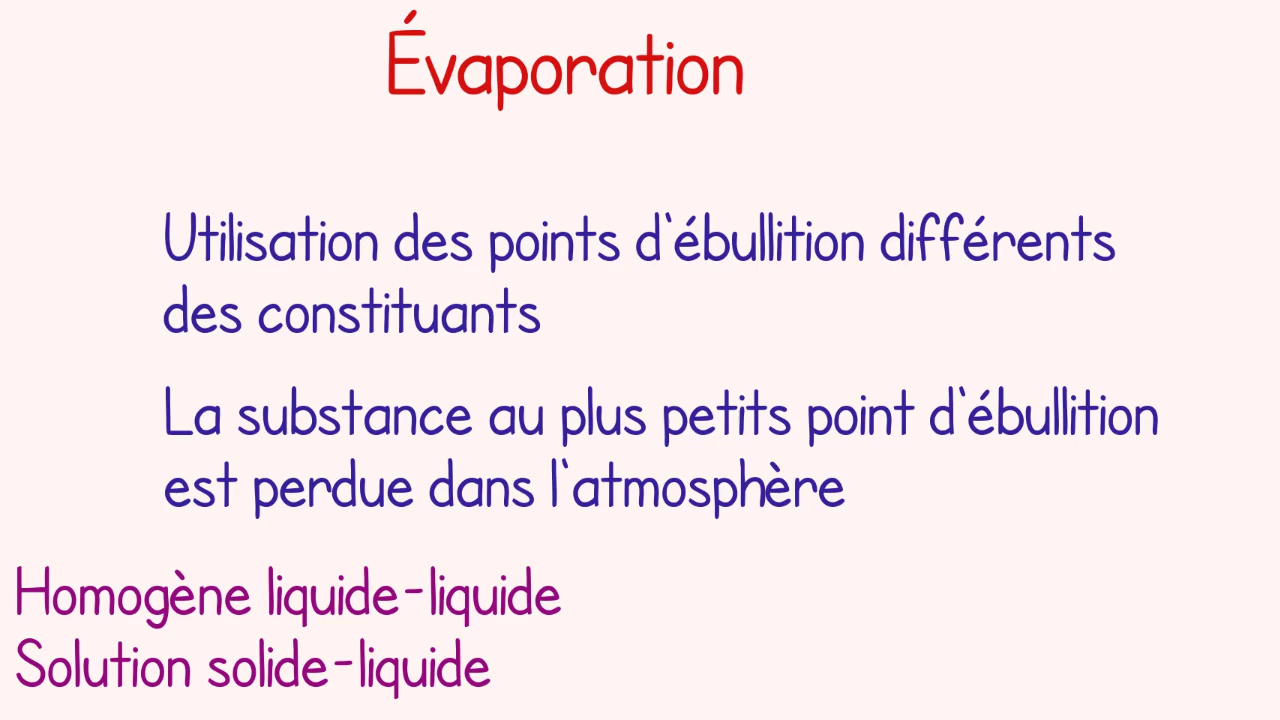 Évaporation
Utilisation des points d'ébullition différents
des constituants
La substance au plus petits point d'ébullition
est perdue dans l'atmosphère
Homogène liquide-liquide
Solution solide-liquide